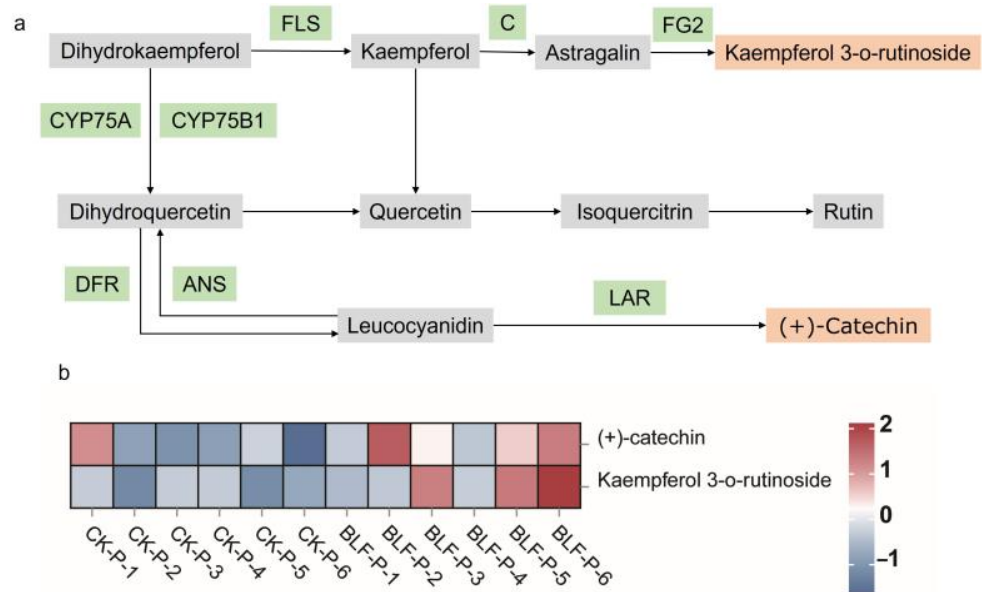 a
FLS
C
FG2
Dihydrokaempferol
Kaempferol
Astragalin
Kaempferol 3-o-rutinoside
CYP75A
CYP75B1
Dihydroquercetin
Quercetin
Isoquercitrin
Rutin
DFR
ANS
LAR
Leucocyanidin
(+)-Catechin
b
(+)-catechin
Kaempferol 3-o-rutinoside
2
1
0
−1
CK-P-1
CK-P-2
CK-P-3
CK-P-4
CK-P-5
CK-P-6
BLF-P-1
BLF-P-2
BLF-P-3
BLF-P-4
BLF-P-5
BLF-P-6